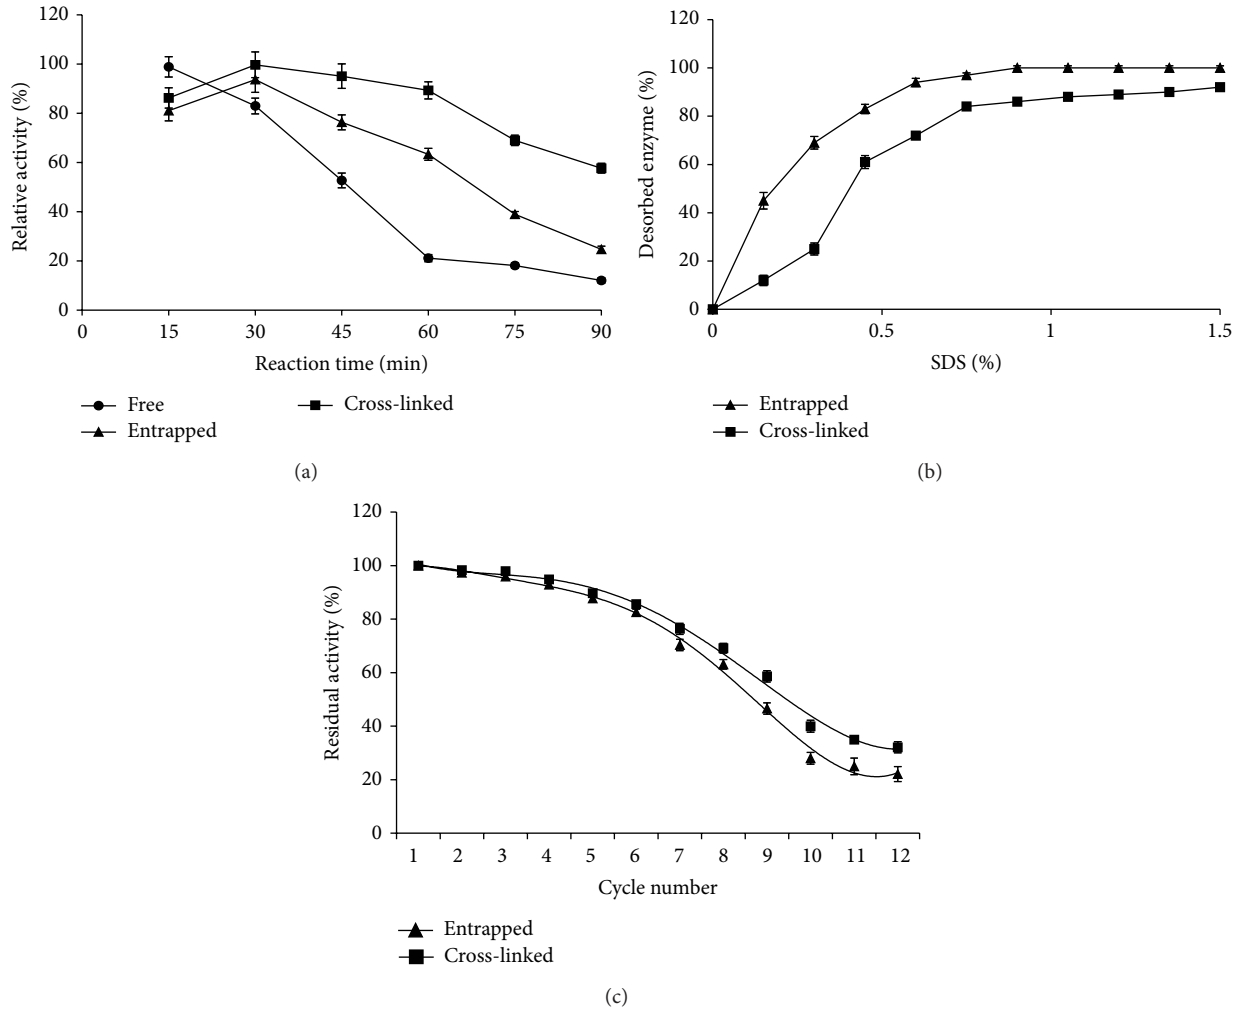 120
100
80
60
40
20
0
Relative activity (%)
0 15 30 45 60 75 90
Reaction time (min)
Free
Cross-linked
Entrapped
(a)
120
100
80
60
40
20
0
Desorbed enzyme (%)
0 0.5 1 1.5
SDS (%)
Entrapped
Cross-linked
(b)
120
100
80
60
40
20
0
Residual activity (%)
1 2 3 4 5 6 7 8 9 10 11 12
Cycle number
Entrapped
Cross-linked
(c)